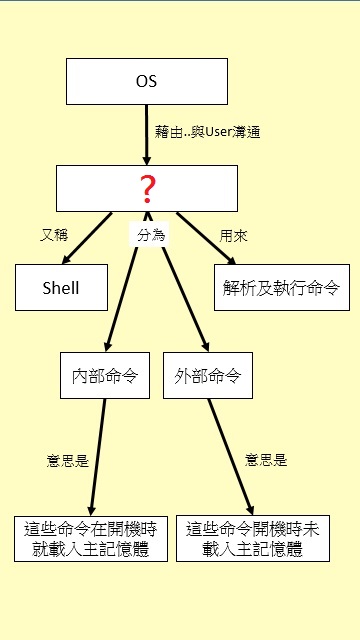 OS
藉由..與User溝通
?
又稱
分為
用來
Shell
解析及執行命令
內部命令
外部命令
意思是
意思是
這些命令在開機時
就載入主記憶體
這些命令開機時未
載入主記憶體